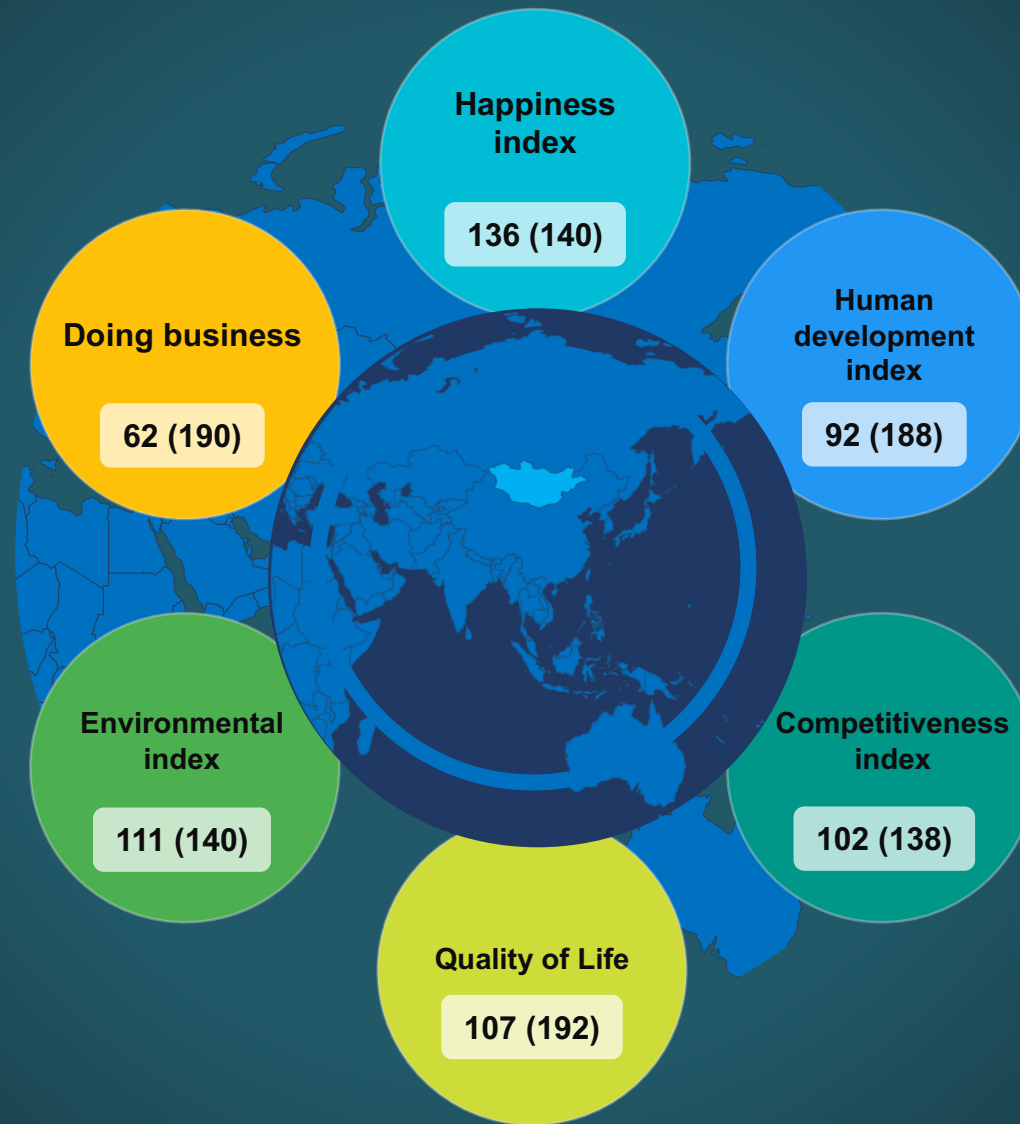 Happiness
index
136 (140)
Doing business
62 (190)
Human
development
index
92 (188)
Environmental
index
111 (140)
Competitiveness
index
102 (138)
Quality of Life
107 (192)